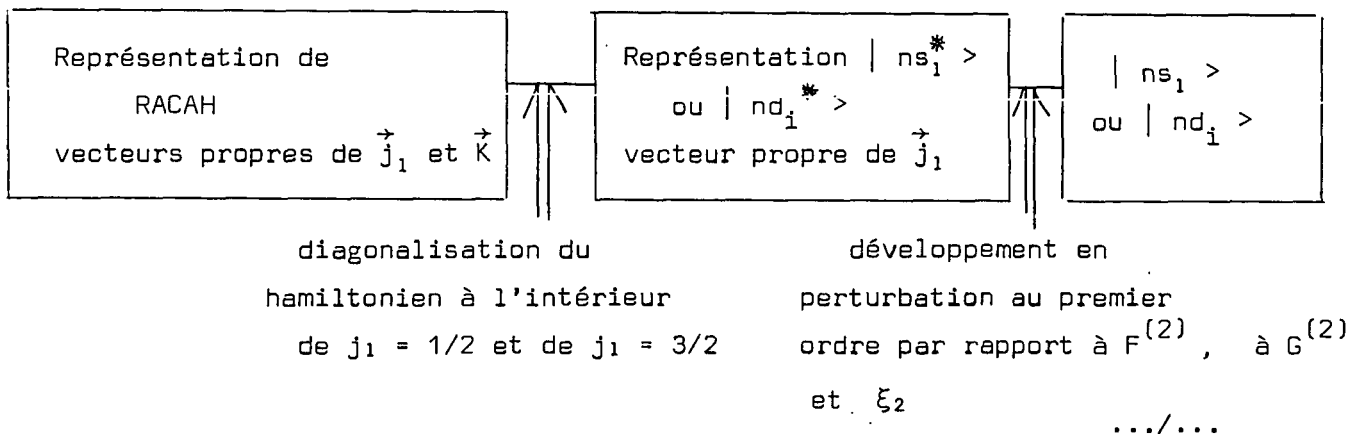 Représentation de
RACAH
vecteurs propres de j⃗₁ et K⃗
Représentation | ns₁* >
ou | ndᵢ* >
vecteur propre de j⃗₁
| ns₁ >
ou | ndᵢ >
diagonalisation du
hamiltonien à l'intérieur
de j₁ = 1/2 et de j₁ = 3/2
développement en
perturbation au premier
ordre par rapport à F⁽²⁾ , à G⁽²⁾
et ξ₂
.../...